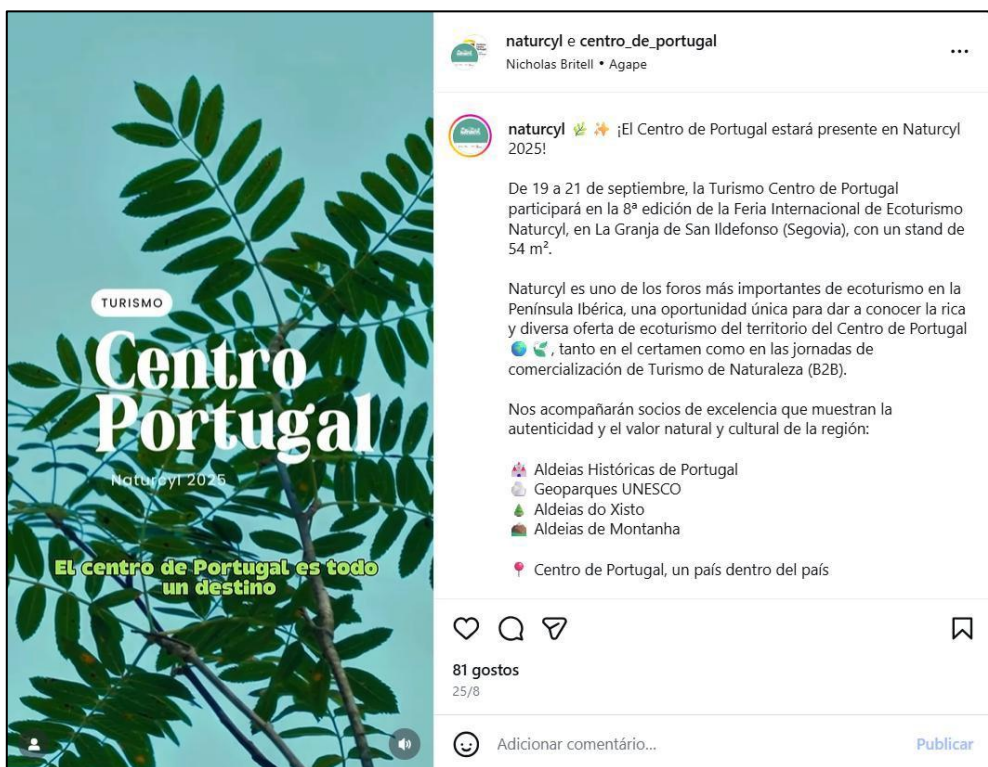 TURISMO
Centro
Portugal
Naturcyl 2025
El centro de Portugal es todo
un destino
naturcyl e centro_de_portugal
Nicholas Britell • Agape
naturcyl 🌿 ✨ ¡El Centro de Portugal estará presente en Naturcyl
2025!
De 19 a 21 de septiembre, la Turismo Centro de Portugal
participará en la 8ª edición de la Feria Internacional de Ecoturismo
Naturcyl, en La Granja de San Ildefonso (Segovia), con un stand de
54 m².
Naturcyl es uno de los foros más importantes de ecoturismo en la
Península Ibérica, una oportunidad única para dar a conocer la rica
y diversa oferta de ecoturismo del territorio del Centro de Portugal
🌍 🌿, tanto en el certamen como en las jornadas de
comercialización de Turismo de Naturaleza (B2B).
Nos acompañarán socios de excelencia que muestran la
autenticidad y el valor natural y cultural de la región:
🏰 Aldeias Históricas de Portugal
🪨 Geoparques UNESCO
🌲 Aldeias do Xisto
⛰️ Aldeias de Montanha
📍 Centro de Portugal, un país dentro del país
81 gostos
25/8
Adicionar comentário...
Publicar